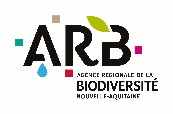 ARB
AGENCE RÉGIONALE DE LA
BIODIVERSITÉ
NOUVELLE-AQUITAINE